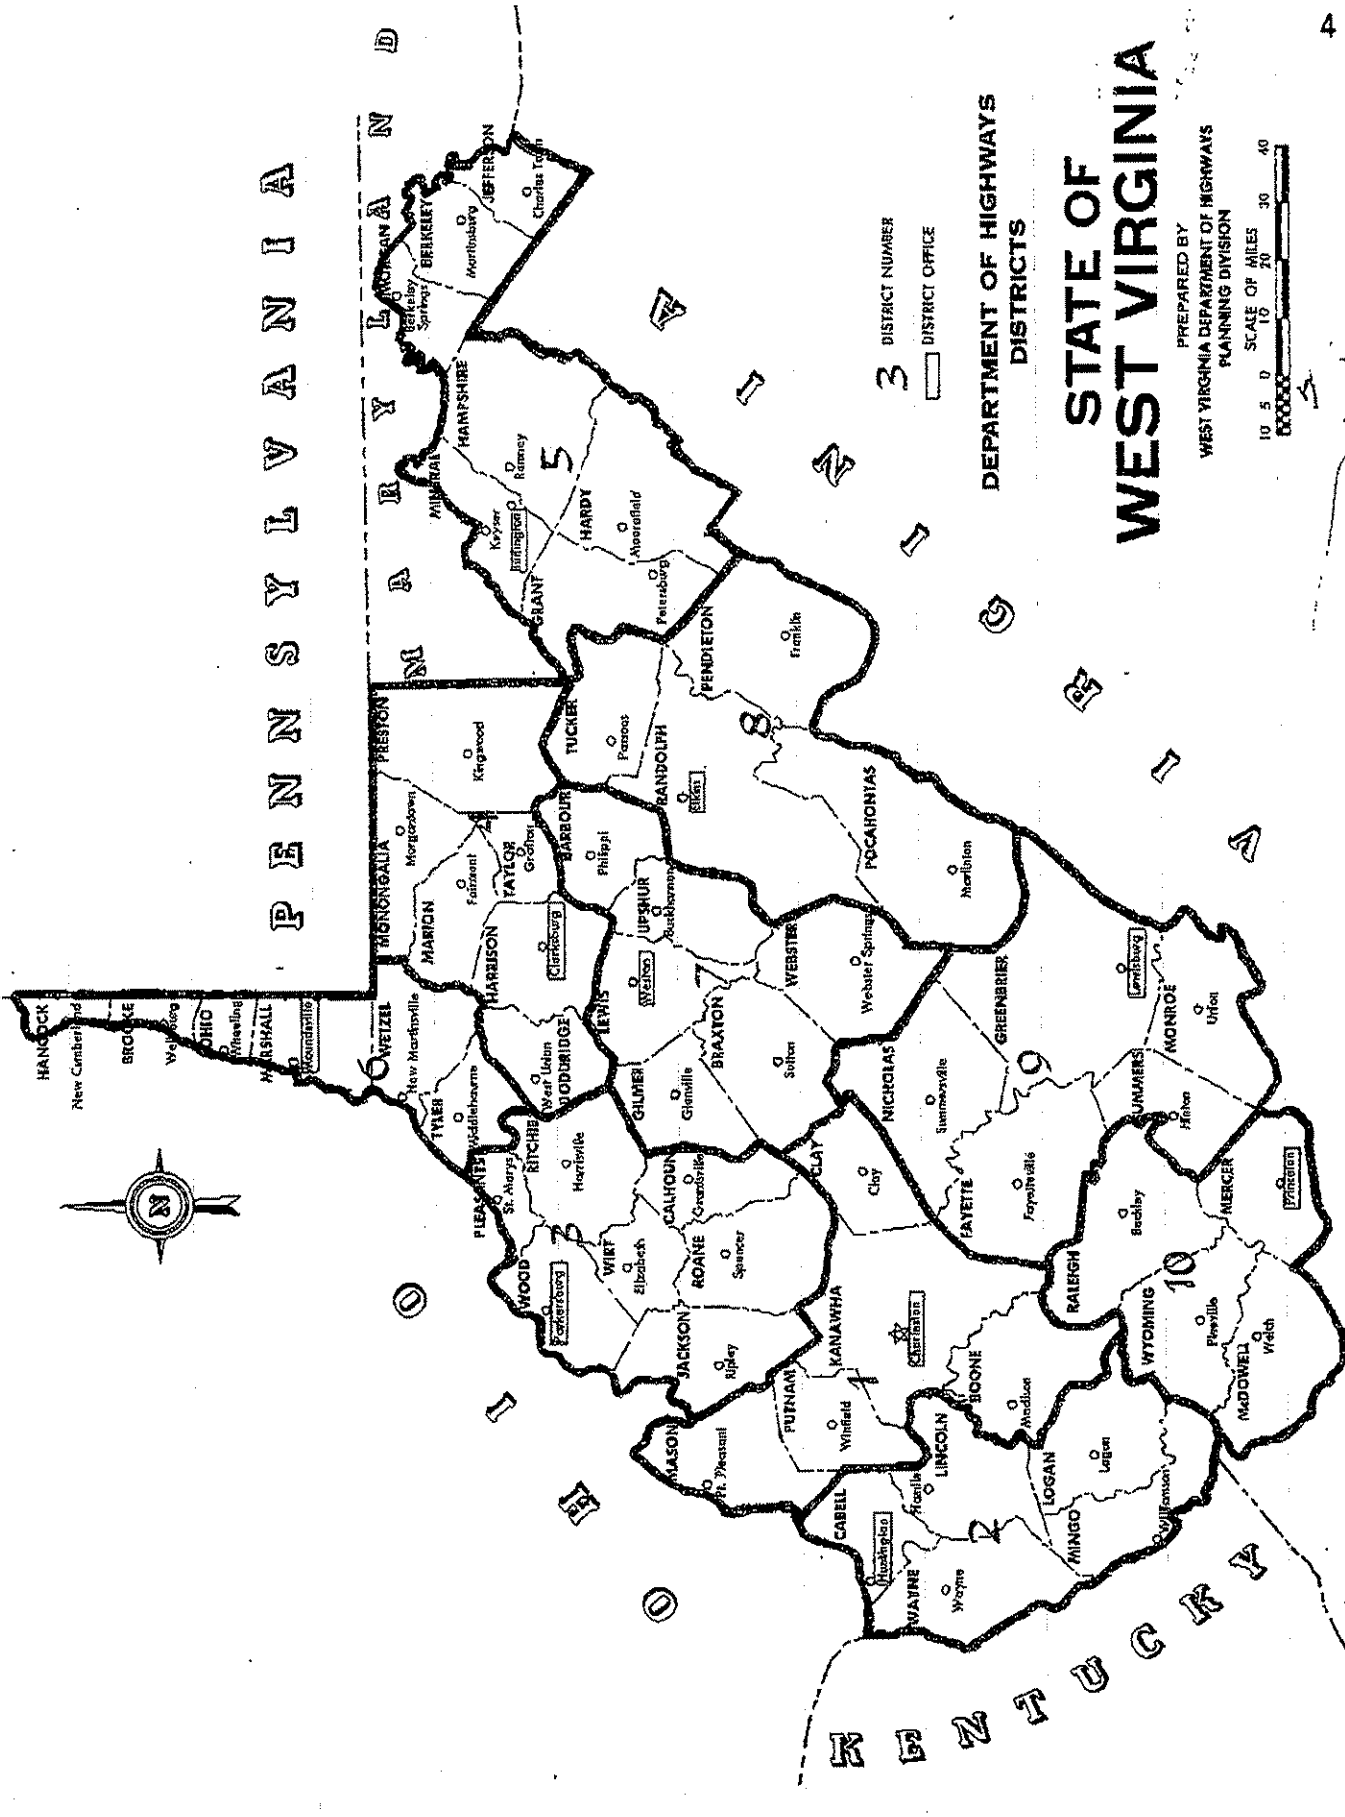 4
PENNSYLVANIA
MARYLAND
OHIO
KENTUCKY
VIRGINIA
N
HANCOCK
New Cumberland
BROOKE
Wellsburg
OHIO
Wheeling
MARSHALL
Moundsville
6
WETZEL
New Martinsville
TYLER
Middlebourne
PLEASANTS
St. Marys
RITCHIE
Harrisville
DODDRIDGE
West Union
HARRISON
Clarksburg
MARION
Fairmont
MONONGALIA
Morgantown
PRESTON
Kingwood
TAYLOR
Grafton
4
BARBOUR
Philippi
TUCKER
Parsons
GRANT
Petersburg
MINERAL
Keyser
Burlington
HAMPSHIRE
Romney
5
HARDY
Moorefield
MORGAN
Berkeley
Springs
BERKELEY
Martinsburg
JEFFERSON
Charles Town
WOOD
Parkersburg
3
WIRT
Elizabeth
CALHOUN
Grantsville
ROANE
Spencer
JACKSON
Ripley
GILMER
Glenville
LEWIS
Weston
UPSHUR
Buckhannon
7
BRAXTON
Sutton
WEBSTER
Webster Springs
RANDOLPH
Elkins
8
PENDLETON
Franklin
POCAHONTAS
Marlinton
MASON
Pt. Pleasant
PUTNAM
Winfield
1
KANAWHA
Charleston
CLAY
Clay
BOONE
Madison
NICHOLAS
Summersville
9
FAYETTE
Fayetteville
GREENBRIER
Lewisburg
MONROE
Union
SUMMERS
Hinton
CABELL
Huntington
LINCOLN
Hamlin
WAYNE
Wayne
2
MINGO
Williamson
LOGAN
Logan
RALEIGH
Beckley
WYOMING
Pineville
10
McDOWELL
Welch
MERCER
Princeton
3 DISTRICT NUMBER
DISTRICT OFFICE
DEPARTMENT OF HIGHWAYS
DISTRICTS
STATE OF
WEST VIRGINIA
PREPARED BY
WEST VIRGINIA DEPARTMENT OF HIGHWAYS
PLANNING DIVISION
SCALE OF MILES
10 5 0 10 20 30 40
5